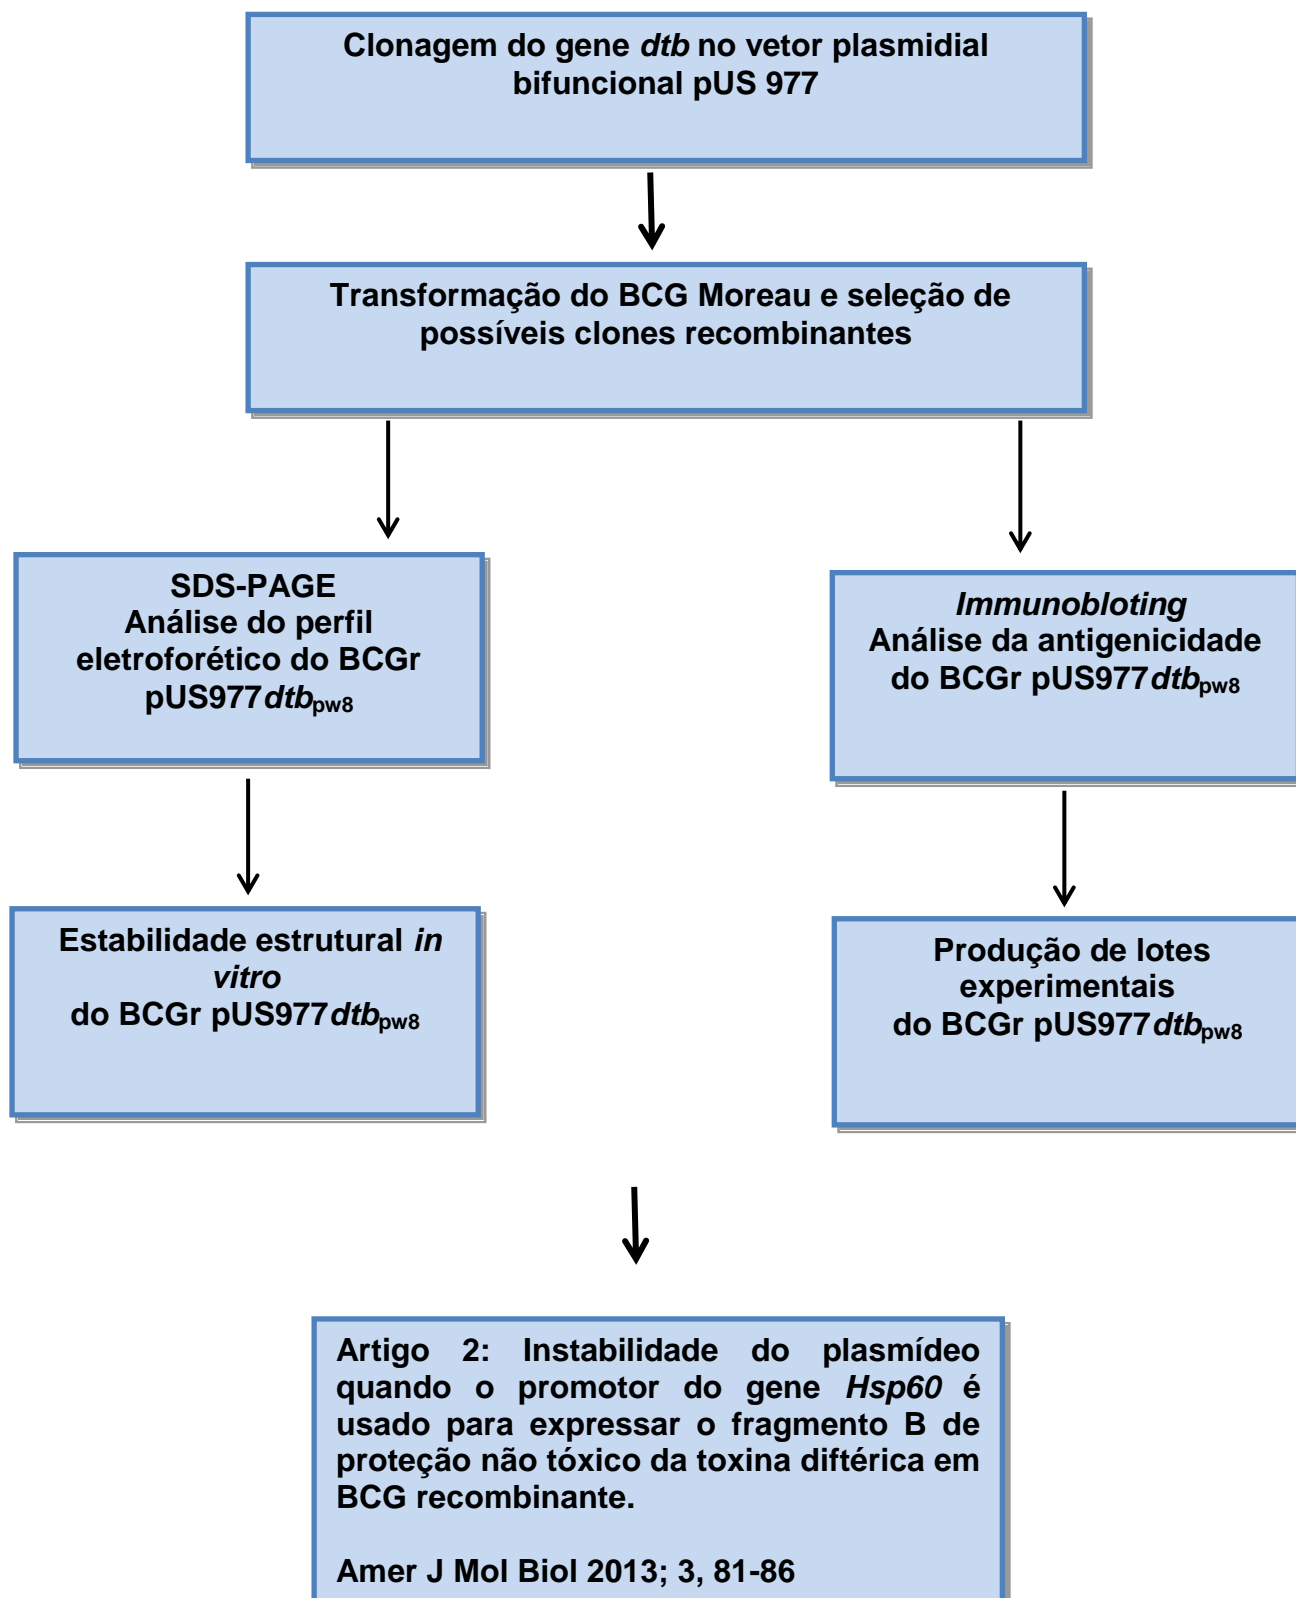 Clonagem do gene dtb no vetor plasmidial
bifuncional pUS 977
Transformação do BCG Moreau e seleção de
possíveis clones recombinantes
SDS-PAGE
Análise do perfil
eletroforético do BCGr
pUS977dtbpw8
Immunobloting
Análise da antigenicidade
do BCGr pUS977dtbpw8
Estabilidade estrutural in
vitro
do BCGr pUS977dtbpw8
Produção de lotes
experimentais
do BCGr pUS977dtbpw8
Artigo 2: Instabilidade do plasmídeo
quando o promotor do gene Hsp60 é
usado para expressar o fragmento B de
proteção não tóxico da toxina diftérica em
BCG recombinante.
Amer J Mol Biol 2013; 3, 81-86